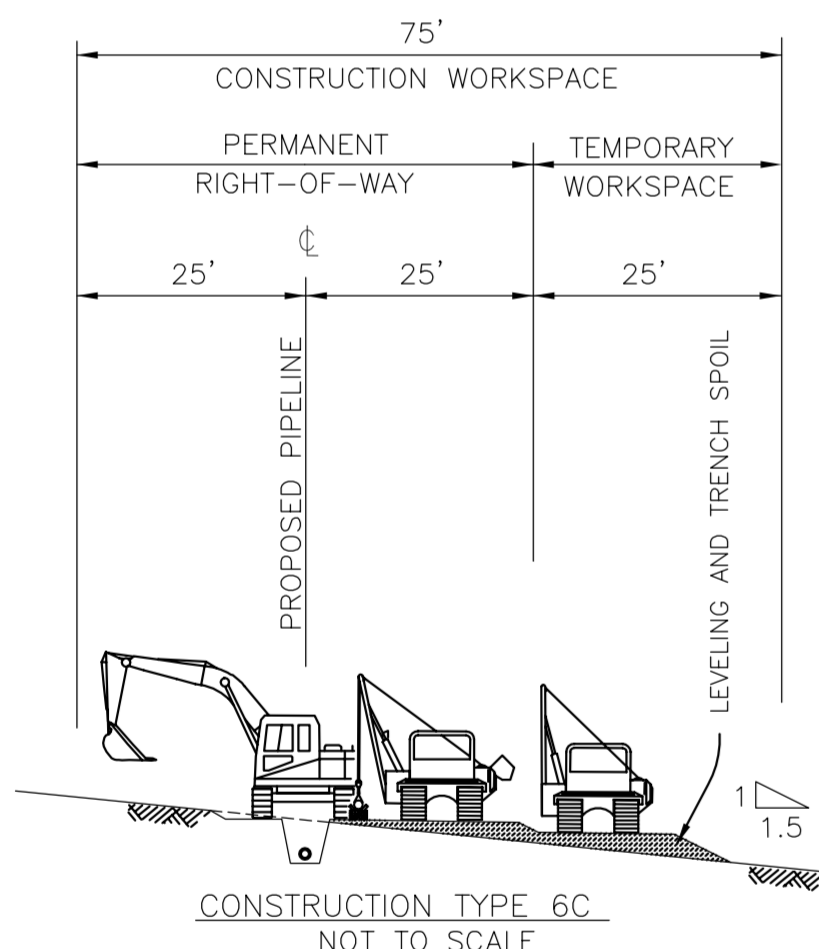 75'
CONSTRUCTION WORKSPACE
PERMANENT
RIGHT-OF-WAY
TEMPORARY
WORKSPACE
℄
25'
25'
25'
PROPOSED PIPELINE
LEVELING AND TRENCH SPOIL
1
1.5
CONSTRUCTION TYPE 6C
NOT TO SCALE